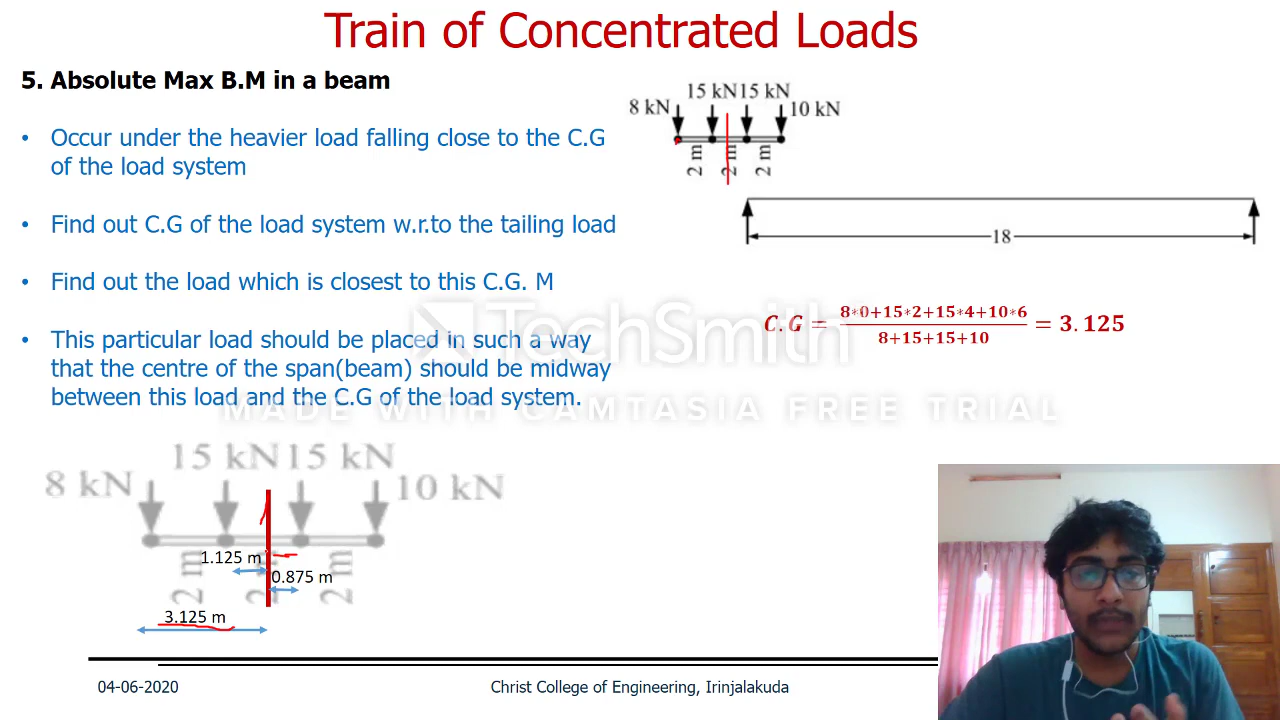 Train of Concentrated Loads
5. Absolute Max B.M in a beam
• Occur under the heavier load falling close to the C.G
of the load system
• Find out C.G of the load system w.r.to the tailing load
• Find out the load which is closest to this C.G. M
• This particular load should be placed in such a way
that the centre of the span(beam) should be midway
between this load and the C.G of the load system.
8 kN 15 kN 15 kN 10 kN
2 m 2 m 2 m
18
C.G = 8*0+15*2+15*4+10*6 / 8+15+15+10 = 3.125
TechSmith
MADE WITH CAMTASIA FREE TRIAL
8 kN 15 kN 15 kN 10 kN
2 m 2 m 2 m
1.125 m
0.875 m
3.125 m
04-06-2020
Christ College of Engineering, Irinjalakuda